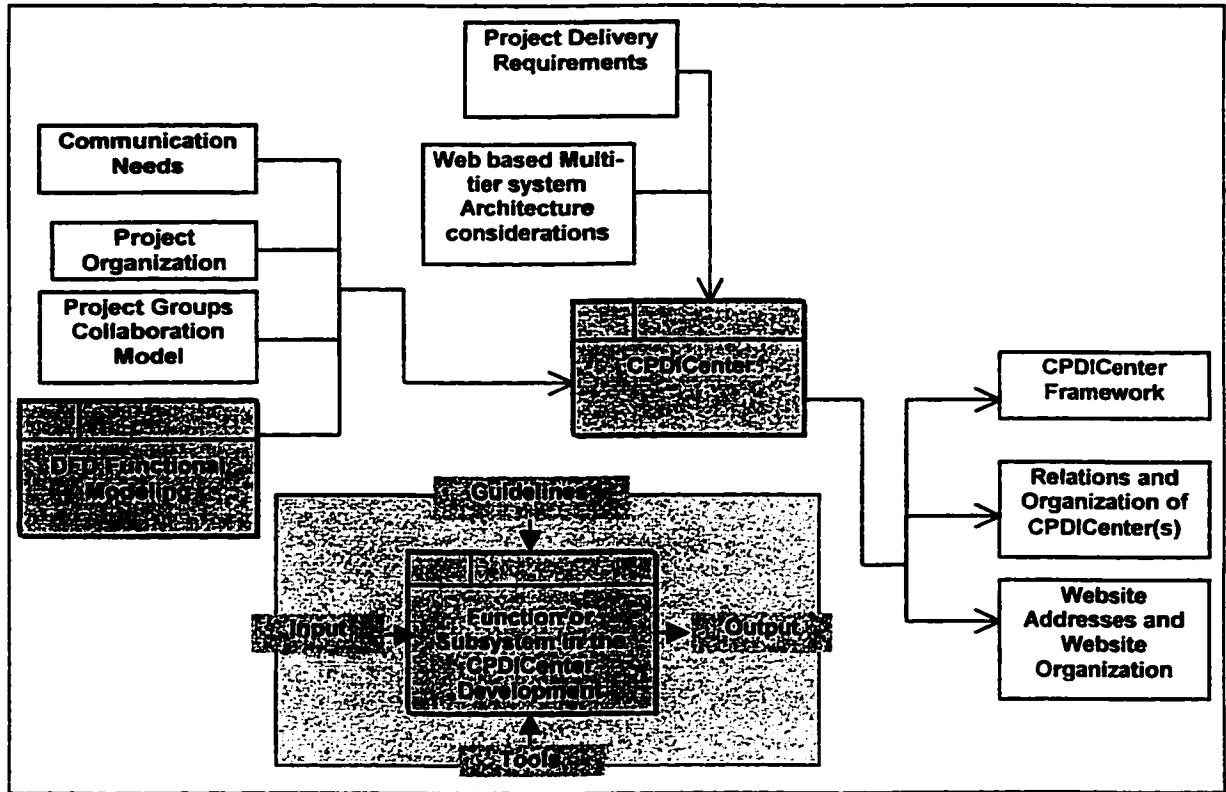 Project Delivery
Requirements
Communication
Needs
Web based Multi-
tier system
Architecture
considerations
Project
Organization
Project Groups
Collaboration
Model
CPDICenter
CPDICenter
Framework
DFD Functional
Modeling
Guidelines
Relations and
Organization of
CPDICenter(s)
Input
Function or
Subsystem in the
CPDICenter
Development
Output
Website
Addresses and
Website
Organization
Tools